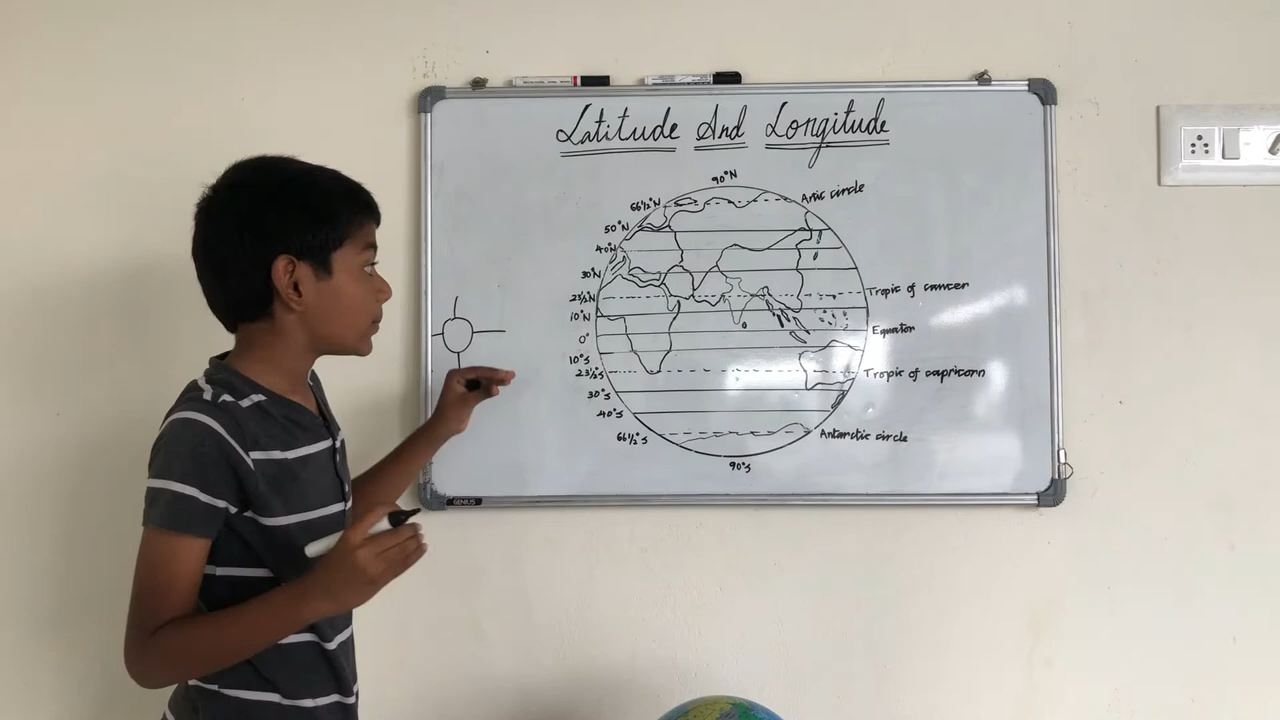 Latitude And Longitude
90°N
66½°N
Artic circle
50°N
40°N
30°N
23½°N
Tropic of cancer
10°N
0°
Equator
10°S
23½°S
Tropic of capricorn
30°S
40°S
66½°S
Antarctic circle
90°S
GENIUS